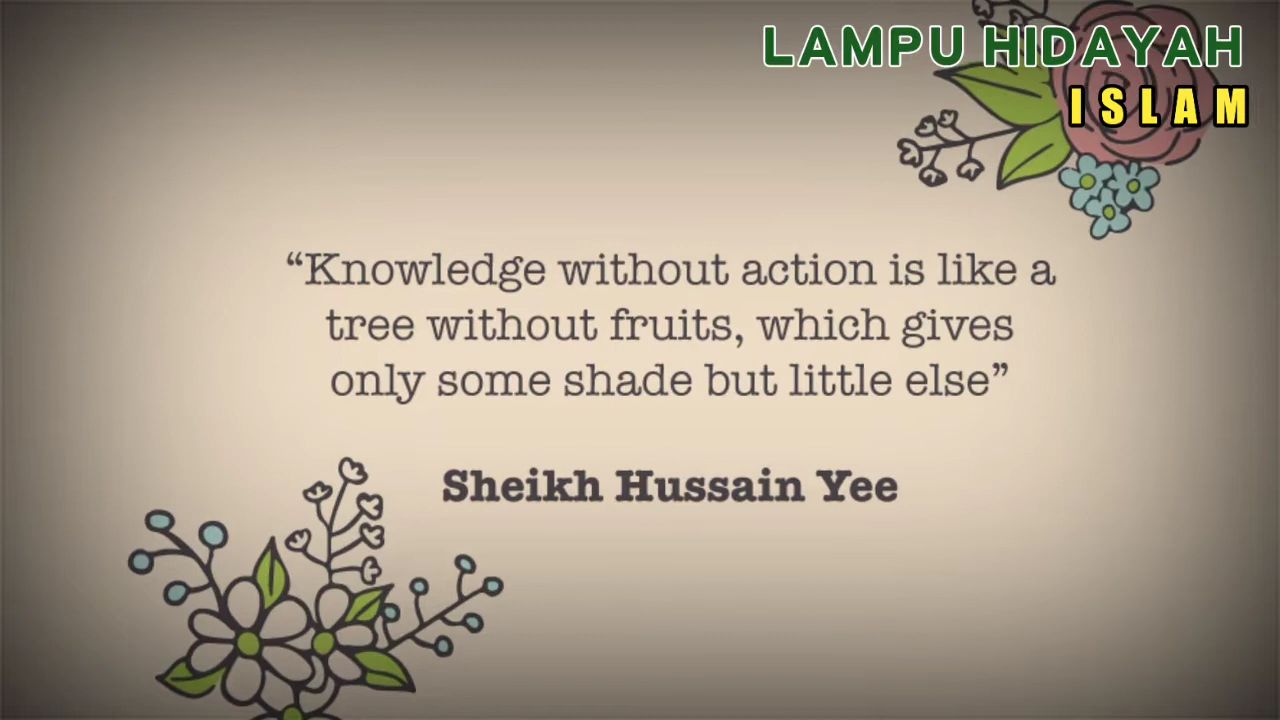 LAMPU HIDAYAH
ISLAM
“Knowledge without action is like a
tree without fruits, which gives
only some shade but little else”
Sheikh Hussain Yee